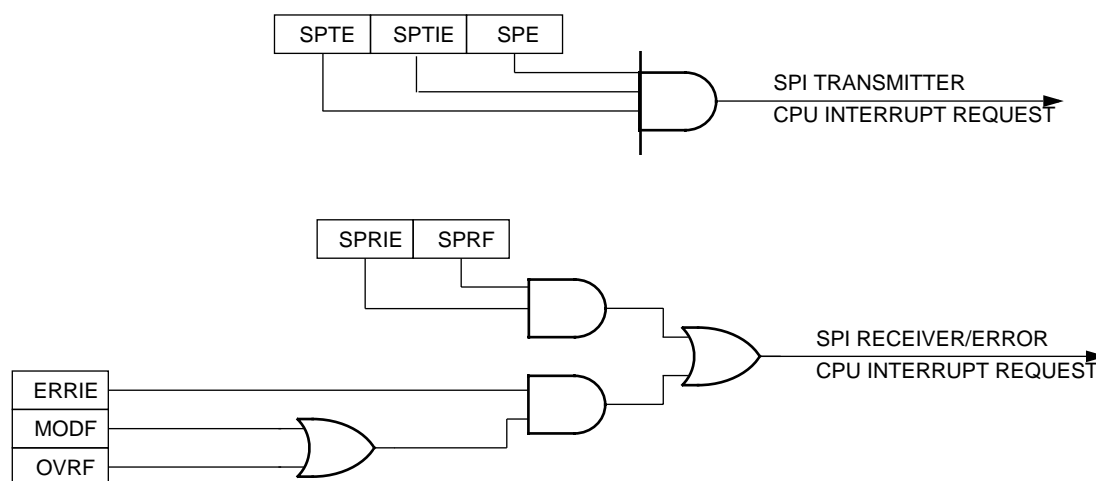 SPTE SPTIE SPE
SPI TRANSMITTER
CPU INTERRUPT REQUEST
SPRIE SPRF
SPI RECEIVER/ERROR
CPU INTERRUPT REQUEST
ERRIE
MODF
OVRF